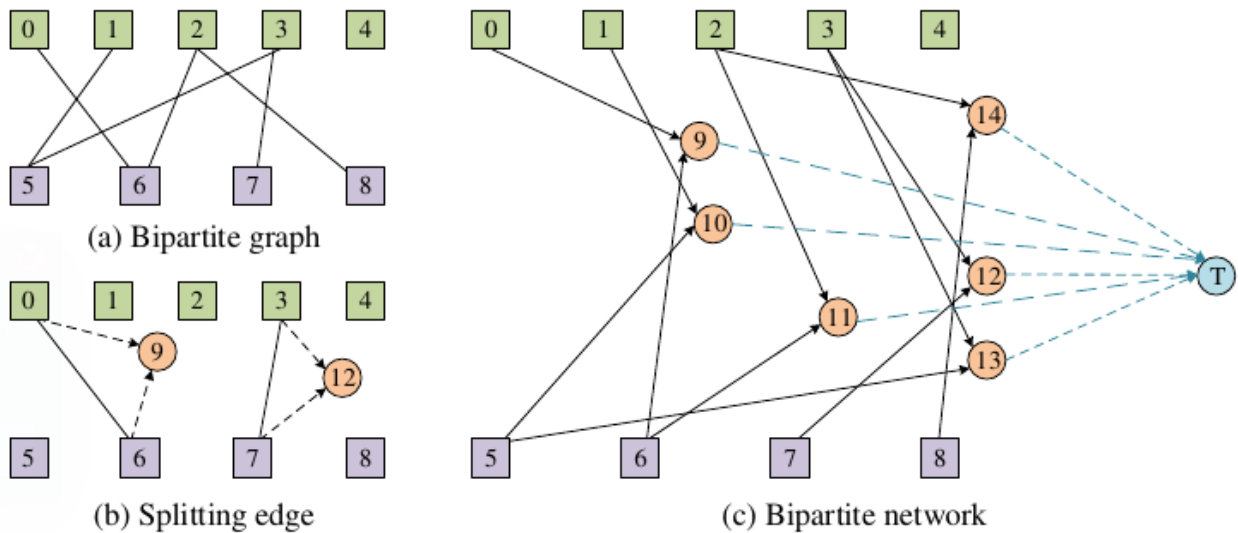 0 1 2 3 4
5 6 7 8
(a) Bipartite graph
0 1 2 3 4
9
12
5 6 7 8
(b) Splitting edge
0 1 2 3 4
14
9
10
12 T
11
13
5 6 7 8
(c) Bipartite network